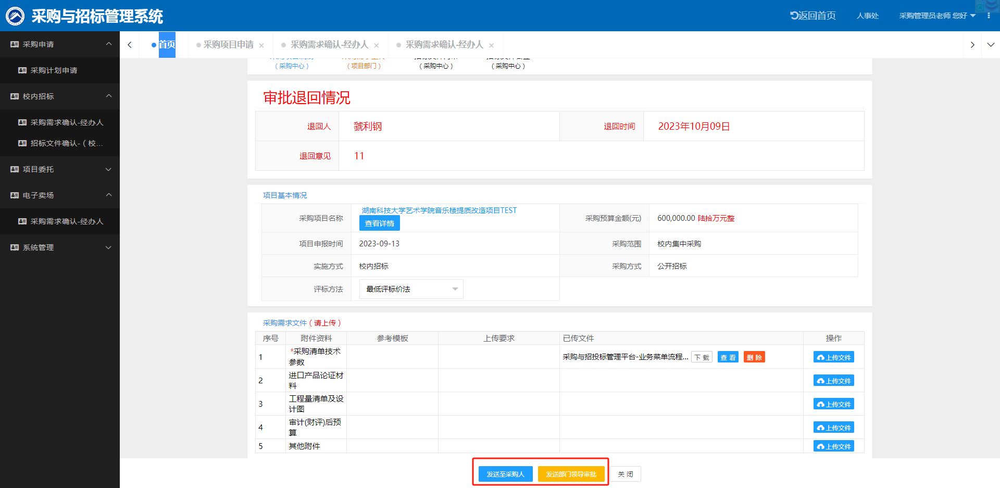 采购与招标管理系统
返回首页
人事处
采购管理员老师 您好
采购申请
采购计划申请
校内招标
采购需求确认-经办人
招标文件确认-（校...
项目委托
电子卖场
采购需求确认-经办人
系统管理
首页
采购项目申请
采购需求确认-经办人
采购需求确认-经办人
（采购中心）
（项目部门）
（采购中心）
（采购中心）
审批退回情况
退回人
虢利钢
退回时间
2023年10月09日
退回意见
11
项目基本情况
采购项目名称
湖南科技大学艺术学院音乐楼提质改造项目TEST
查看详情
采购预算金额(元)
600,000.00 陆拾万元整
项目申报时间
2023-09-13
采购范围
校内集中采购
实施方式
校内招标
采购方式
公开招标
评标方法
最低评标价法
采购需求文件（请上传）
序号
附件资料
参考模板
上传要求
已传文件
操作
1
*采购清单技术
参数
采购与招投标管理平台-业务菜单流程...
下 载
查 看
删 除
上传文件
2
进口产品论证材
料
上传文件
3
工程量清单及设
计图
上传文件
4
审计(财评)后预
算
上传文件
5
其他附件
上传文件
发送至采购人
发送部门领导审批
关 闭